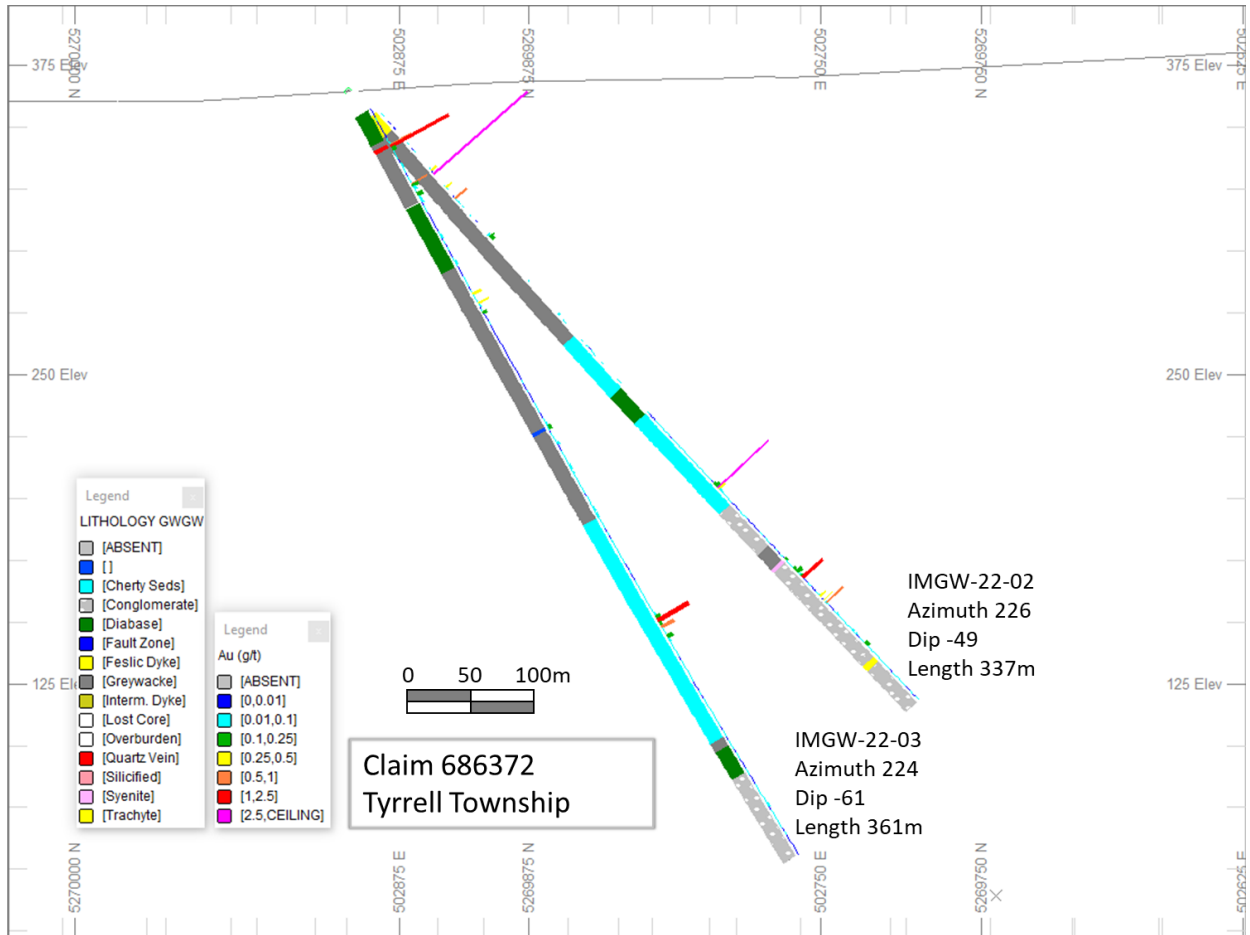 5270000 N
502875 E
5269875 N
502750 E
5269750 N
375 Elev
375 Elev
250 Elev
250 Elev
Legend
LITHOLOGY GWGW
[ABSENT]
[ ]
[Cherty Seds]
[Conglomerate]
[Diabase]
[Fault Zone]
[Feslic Dyke]
[Greywacke]
[Interm. Dyke]
[Lost Core]
[Overburden]
[Quartz Vein]
[Silicified]
[Syenite]
[Trachyte]
Legend
Au (g/t)
[ABSENT]
[0,0.01]
[0.01,0.1]
[0.1,0.25]
[0.25,0.5]
[0.5,1]
[1,2.5]
[2.5,CEILING]
IMGW-22-02
Azimuth 226
Dip -49
Length 337m
0 50 100m
125 Elev
IMGW-22-03
Azimuth 224
Dip -61
Length 361m
Claim 686372
Tyrrell Township
5270000 N
502875 E
5269875 N
502750 E
5269750 N
502625 E